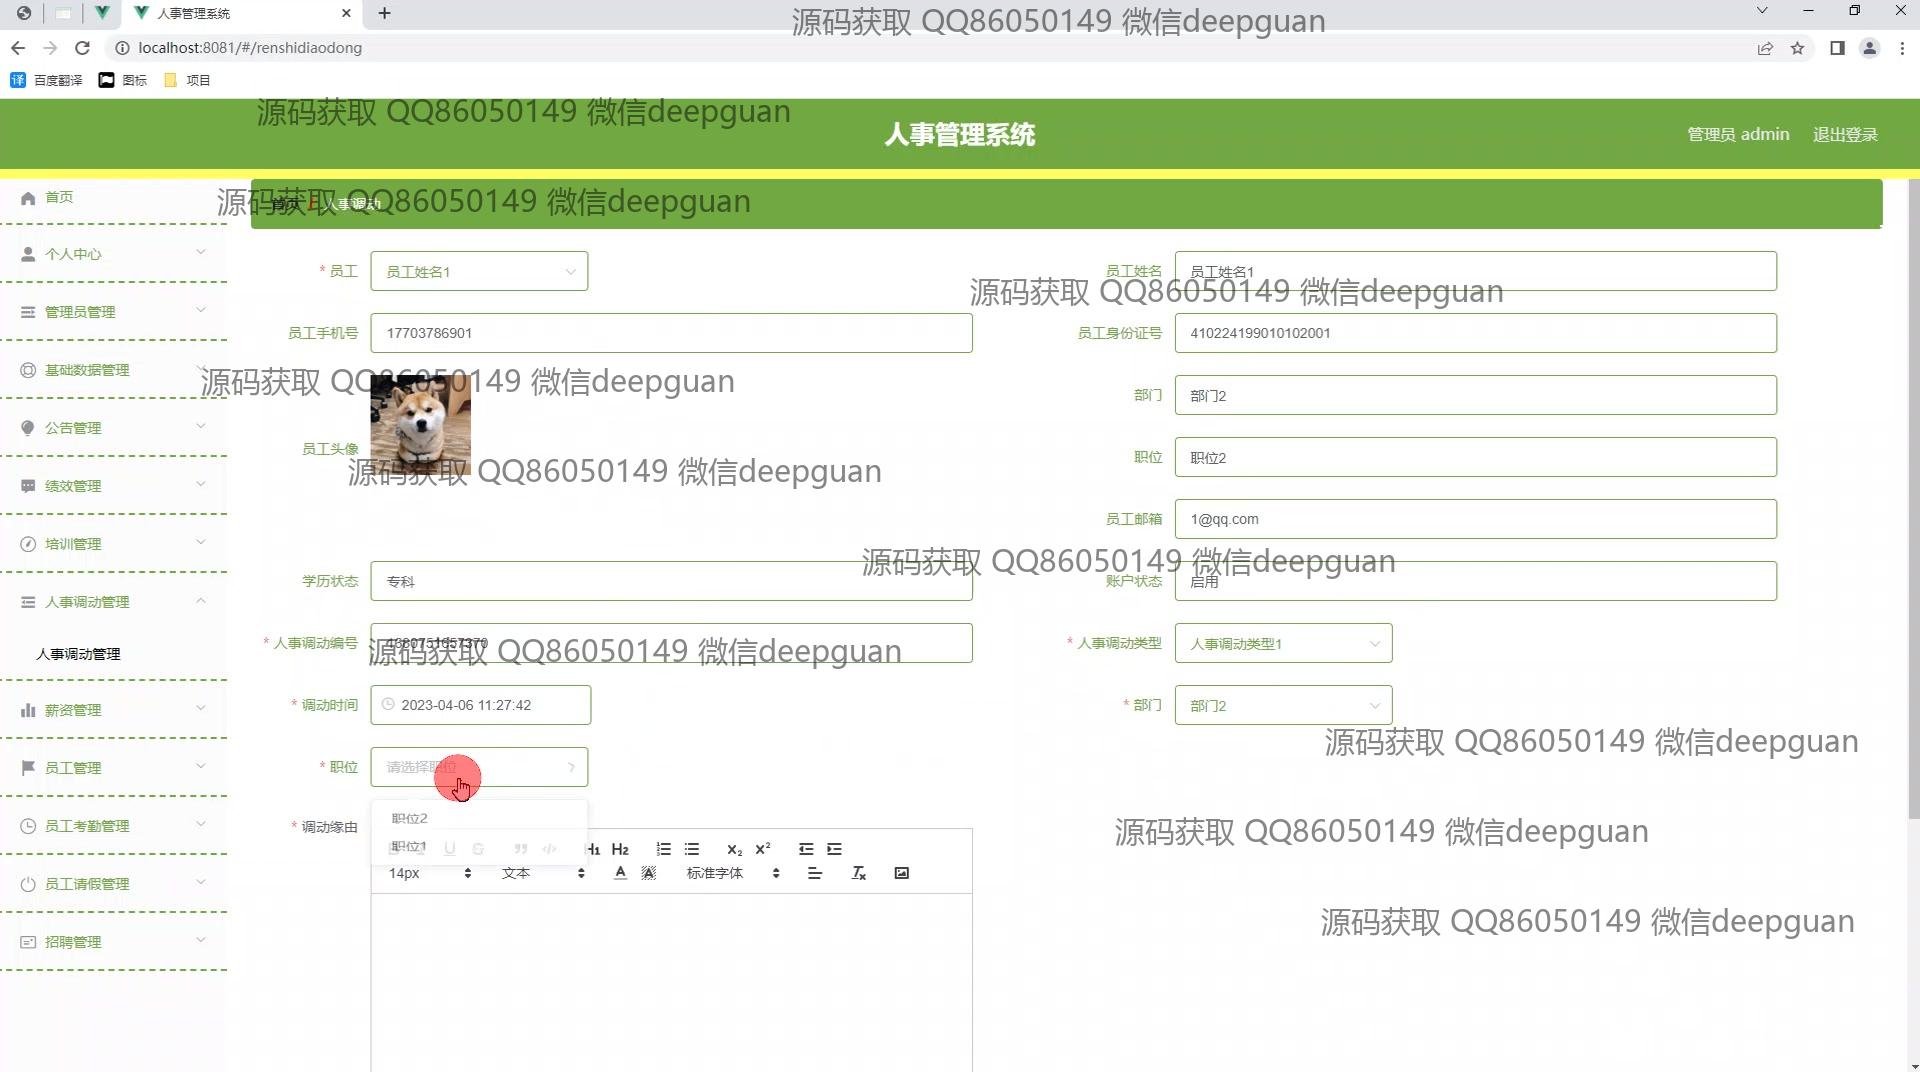 人事管理系统
localhost:8081/#/renshidiaodong
百度翻译 图标 项目
源码获取 QQ86050149 微信deepguan
源码获取 QQ86050149 微信deepguan
人事管理系统
管理员 admin 退出登录
首页
源码获取 QQ86050149 微信deepguan
首页 人事调动
个人中心
* 员工 员工姓名1
员工姓名 员工姓名1
源码获取 QQ86050149 微信deepguan
管理员管理
员工手机号 17703786901
员工身份证号 410224199010102001
基础数据管理
源码获取 QQ86050149 微信deepguan
部门 部门2
公告管理
员工头像
职位 职位2
源码获取 QQ86050149 微信deepguan
绩效管理
员工邮箱 1@qq.com
培训管理
源码获取 QQ86050149 微信deepguan
学历状态 专科
账户状态 启用
人事调动管理
* 人事调动编号
* 人事调动类型 人事调动类型1
源码获取 QQ86050149 微信deepguan
人事调动管理
薪资管理
* 调动时间 2023-04-06 11:27:42
* 部门 部门2
源码获取 QQ86050149 微信deepguan
员工管理
* 职位 请选择职位
职位2
职位1
员工考勤管理
* 调动缘由
源码获取 QQ86050149 微信deepguan
H1 H2 X₂ X²
14px 文本 A 标准字体
员工请假管理
源码获取 QQ86050149 微信deepguan
招聘管理